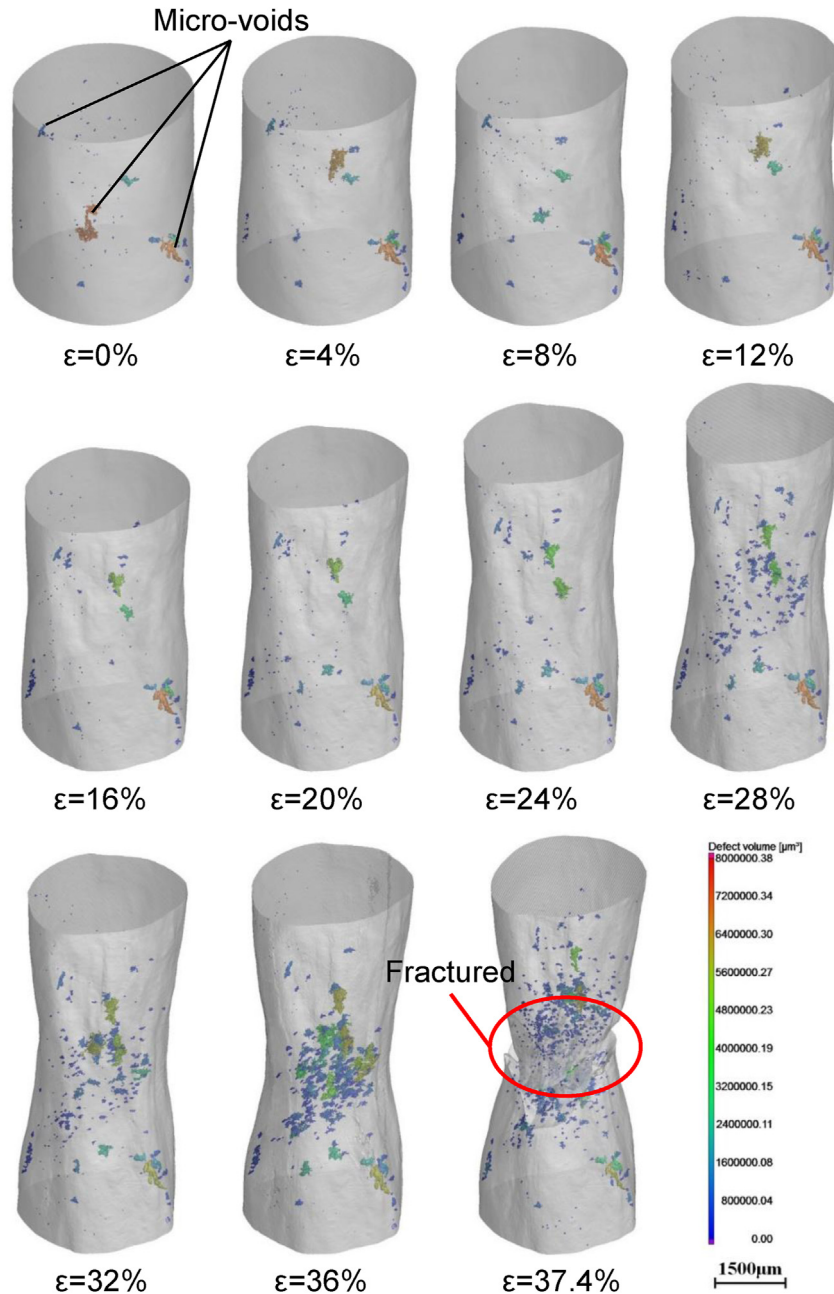 Micro-voids
ε=0%
ε=4%
ε=8%
ε=12%
ε=16%
ε=20%
ε=24%
ε=28%
Fractured
Defect volume [µm³]
8000000.38
7200000.34
6400000.30
5600000.27
4800000.23
4000000.19
3200000.15
2400000.11
1600000.08
800000.04
0.00
1500µm
ε=32%
ε=36%
ε=37.4%